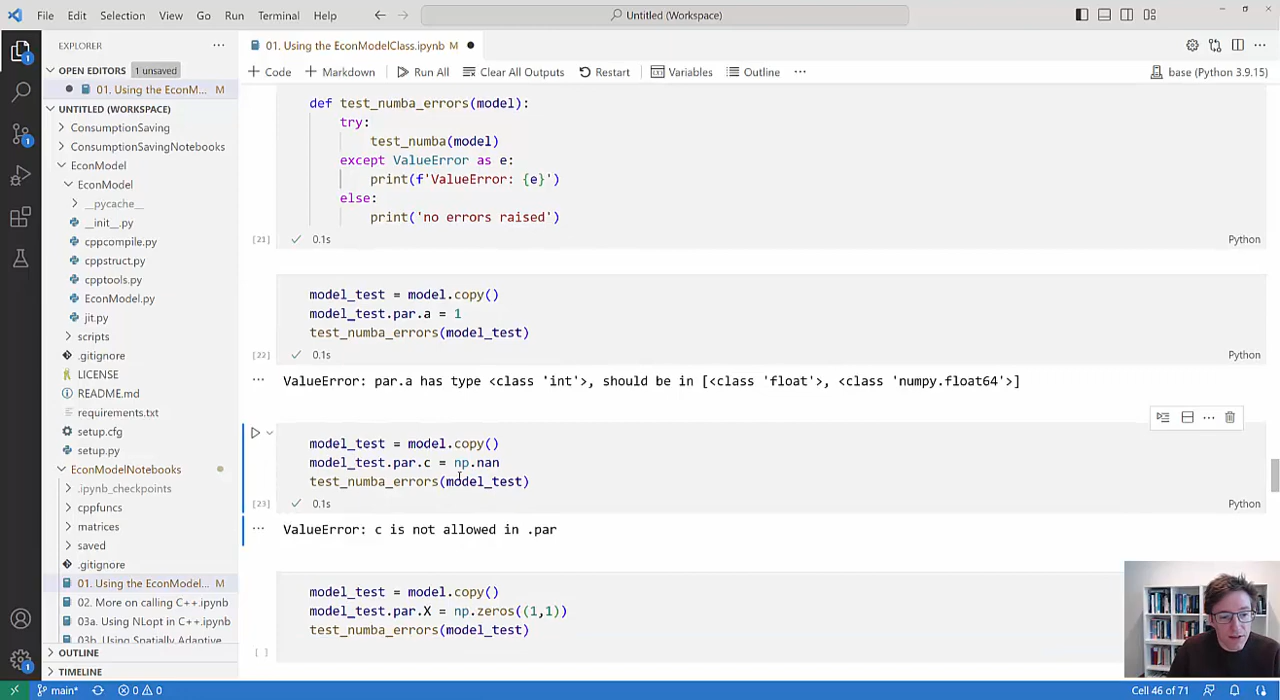 File Edit Selection View Go Run Terminal Help Untitled (Workspace)
EXPLORER
OPEN EDITORS 1 unsaved
01. Using the EconM... M
UNTITLED (WORKSPACE)
ConsumptionSaving
ConsumptionSavingNotebooks
EconModel
EconModel
__pycache__
__init__.py
cppcompile.py
cppstruct.py
cpptools.py
EconModel.py
jit.py
scripts
.gitignore
LICENSE
README.md
requirements.txt
setup.cfg
setup.py
EconModelNotebooks
.ipynb_checkpoints
cppfuncs
matrices
saved
.gitignore
01. Using the EconModel... M
02. More on calling C++.ipynb
03a. Using NLopt in C++.ipynb
03b. Using Spatially Adaptive
OUTLINE
TIMELINE
01. Using the EconModelClass.ipynb M
Code Markdown Run All Clear All Outputs Restart Variables Outline ... base (Python 3.9.15)
def test_numba_errors(model):
try:
test_numba(model)
except ValueError as e:
print(f'ValueError: {e}')
else:
print('no errors raised')
[21] 0.1s Python
model_test = model.copy()
model_test.par.a = 1
test_numba_errors(model_test)
[22] 0.1s Python
ValueError: par.a has type <class 'int'>, should be in [<class 'float'>, <class 'numpy.float64'>]
model_test = model.copy()
model_test.par.c = np.nan
test_numba_errors(model_test)
[23] 0.1s Python
ValueError: c is not allowed in .par
model_test = model.copy()
model_test.par.X = np.zeros((1,1))
test_numba_errors(model_test)
[ ]
main* 0 0 Cell 46 of 71